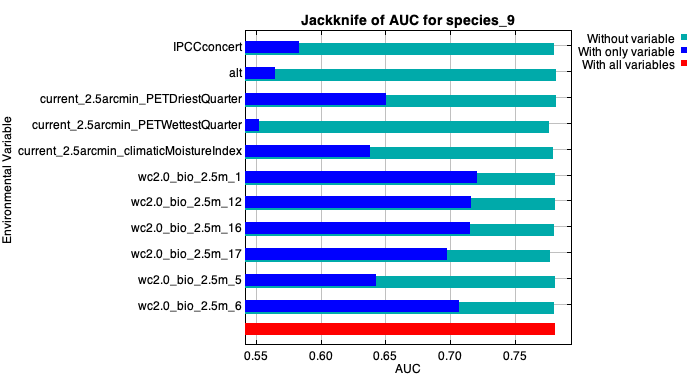 Jackknife of AUC for species_9
Without variable
With only variable
With all variables
Environmental Variable
IPCCconcert
alt
current_2.5arcmin_PETDriestQuarter
current_2.5arcmin_PETWettestQuarter
current_2.5arcmin_climaticMoistureIndex
wc2.0_bio_2.5m_1
wc2.0_bio_2.5m_12
wc2.0_bio_2.5m_16
wc2.0_bio_2.5m_17
wc2.0_bio_2.5m_5
wc2.0_bio_2.5m_6
0.55 0.60 0.65 0.70 0.75
AUC